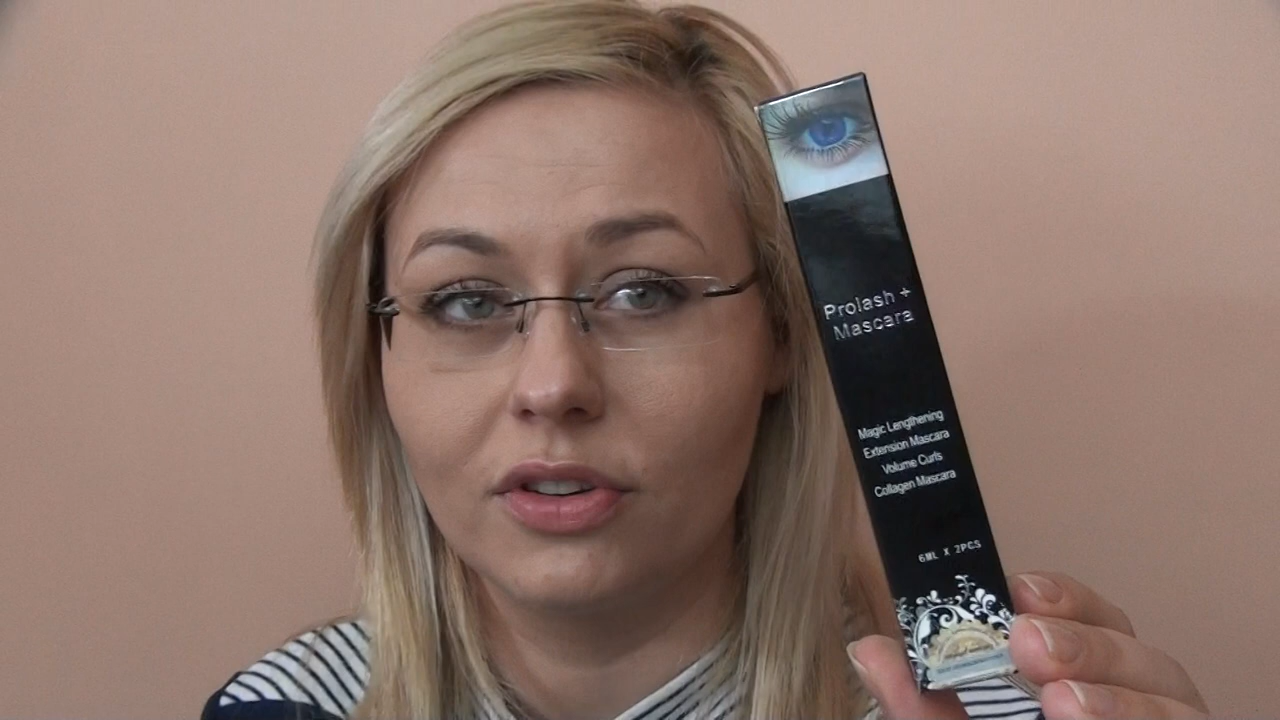 Prolash +
Mascara
Magic Lengthening
Extension Mascara
Volume Curls
Collagen Mascara
6ML X 2PCS